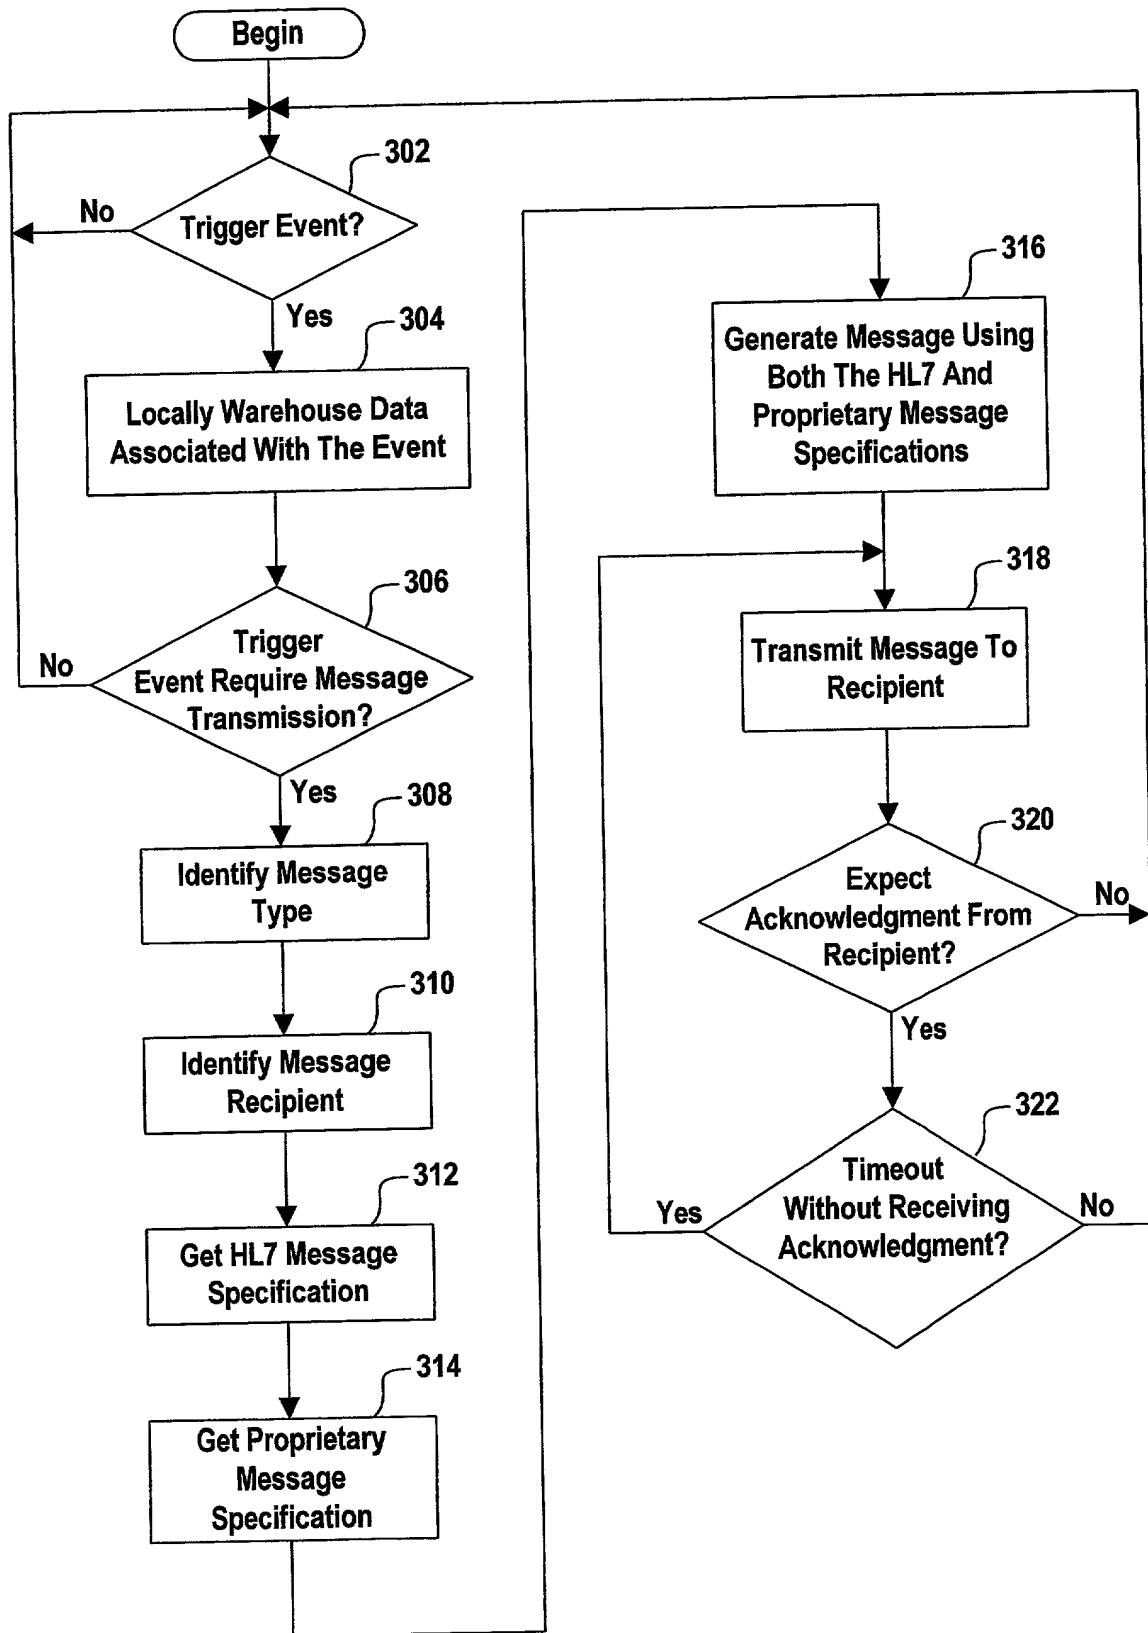 Begin
302
No
Trigger Event?
Yes
304
Locally Warehouse Data
Associated With The Event
306
No
Trigger
Event Require Message
Transmission?
Yes
308
Identify Message
Type
310
Identify Message
Recipient
312
Get HL7 Message
Specification
314
Get Proprietary
Message
Specification
316
Generate Message Using
Both The HL7 And
Proprietary Message
Specifications
318
Transmit Message To
Recipient
320
Expect
Acknowledgment From
Recipient?
No
Yes
322
Timeout
Without Receiving
Acknowledgment?
Yes
No